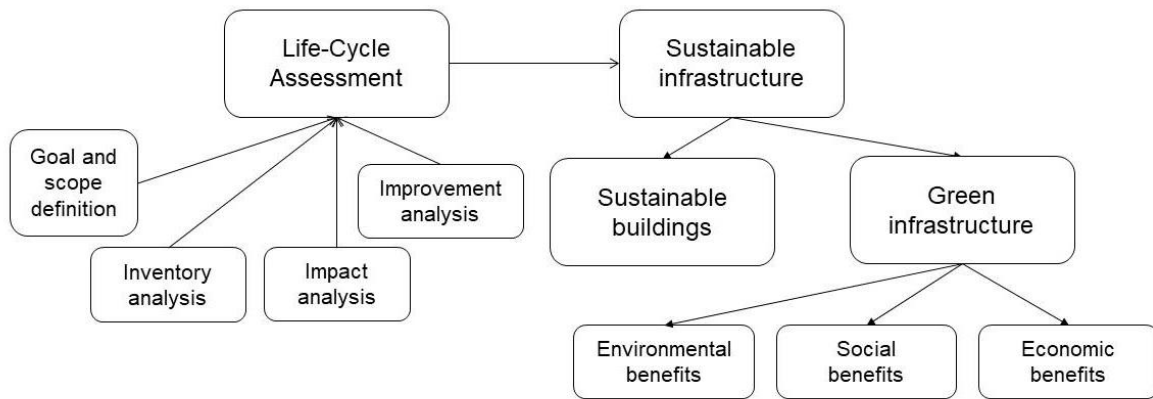 Life-Cycle
Assessment
Sustainable
infrastructure
Goal and
scope
definition
Improvement
analysis
Inventory
analysis
Impact
analysis
Sustainable
buildings
Green
infrastructure
Environmental
benefits
Social
benefits
Economic
benefits